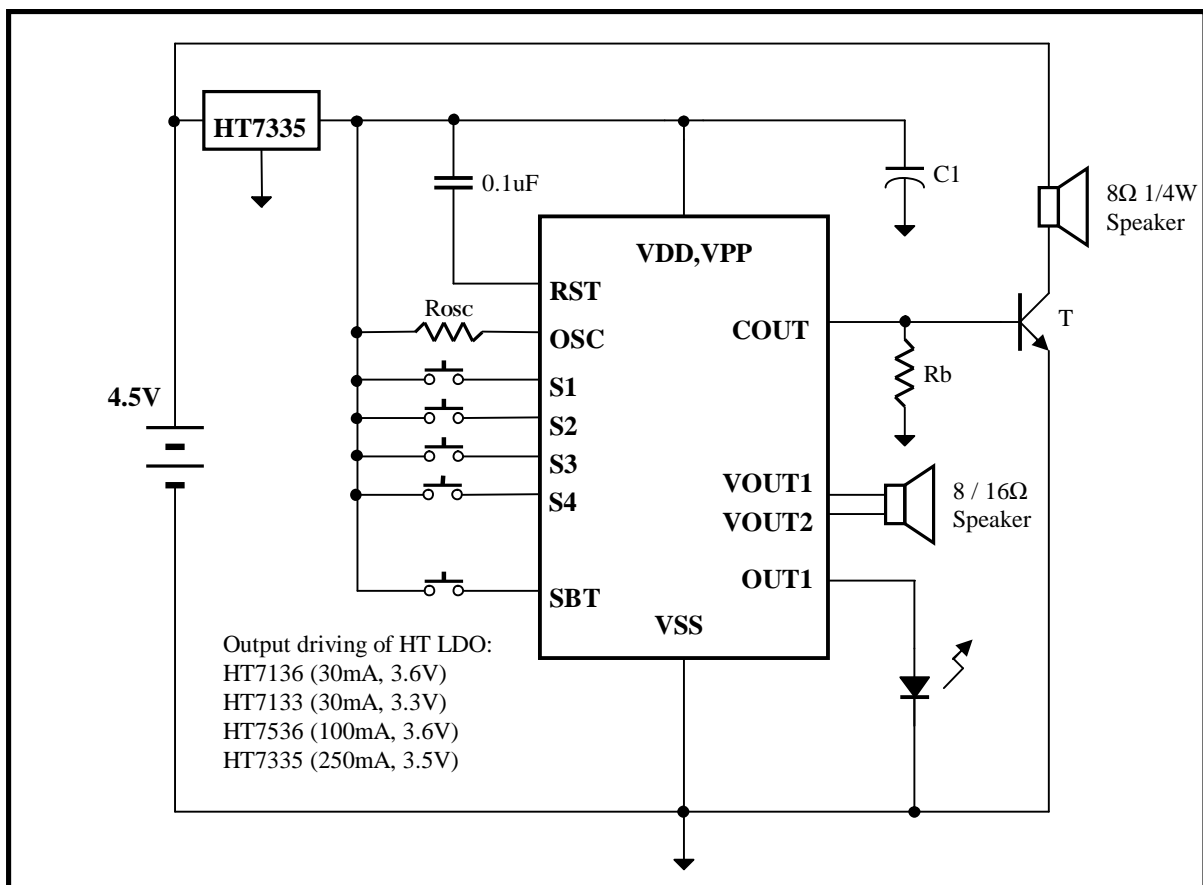 HT7335
0.1uF
C1
8Ω 1/4W
Speaker
VDD,VPP
RST
Rosc
OSC
COUT
T
Rb
S1
4.5V
S2
S3
S4
VOUT1
VOUT2
8 / 16Ω
Speaker
OUT1
SBT
VSS
Output driving of HT LDO:
HT7136 (30mA, 3.6V)
HT7133 (30mA, 3.3V)
HT7536 (100mA, 3.6V)
HT7335 (250mA, 3.5V)